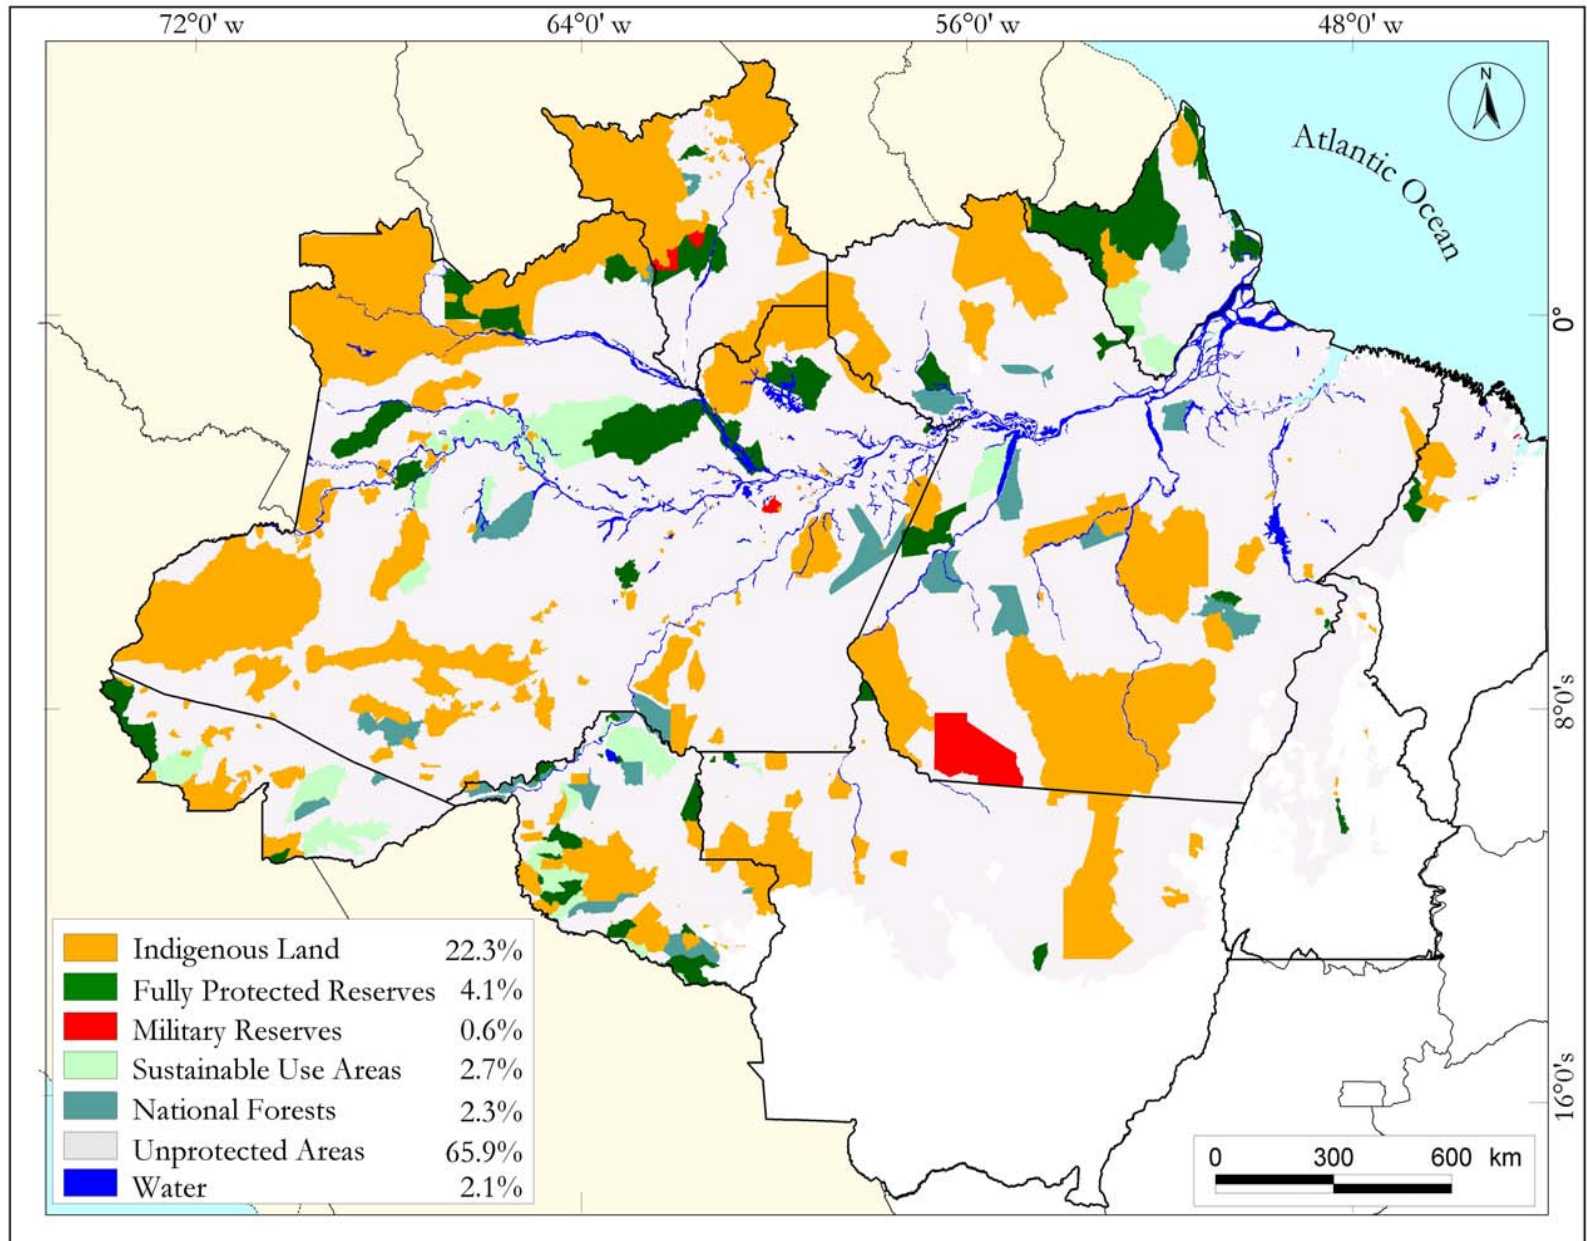 72°0' w 64°0' w 56°0' w 48°0' w
N
Atlantic Ocean
0°
8°0's
16°0's
Indigenous Land 22.3%
Fully Protected Reserves 4.1%
Military Reserves 0.6%
Sustainable Use Areas 2.7%
National Forests 2.3%
Unprotected Areas 65.9%
Water 2.1%
0 300 600 km